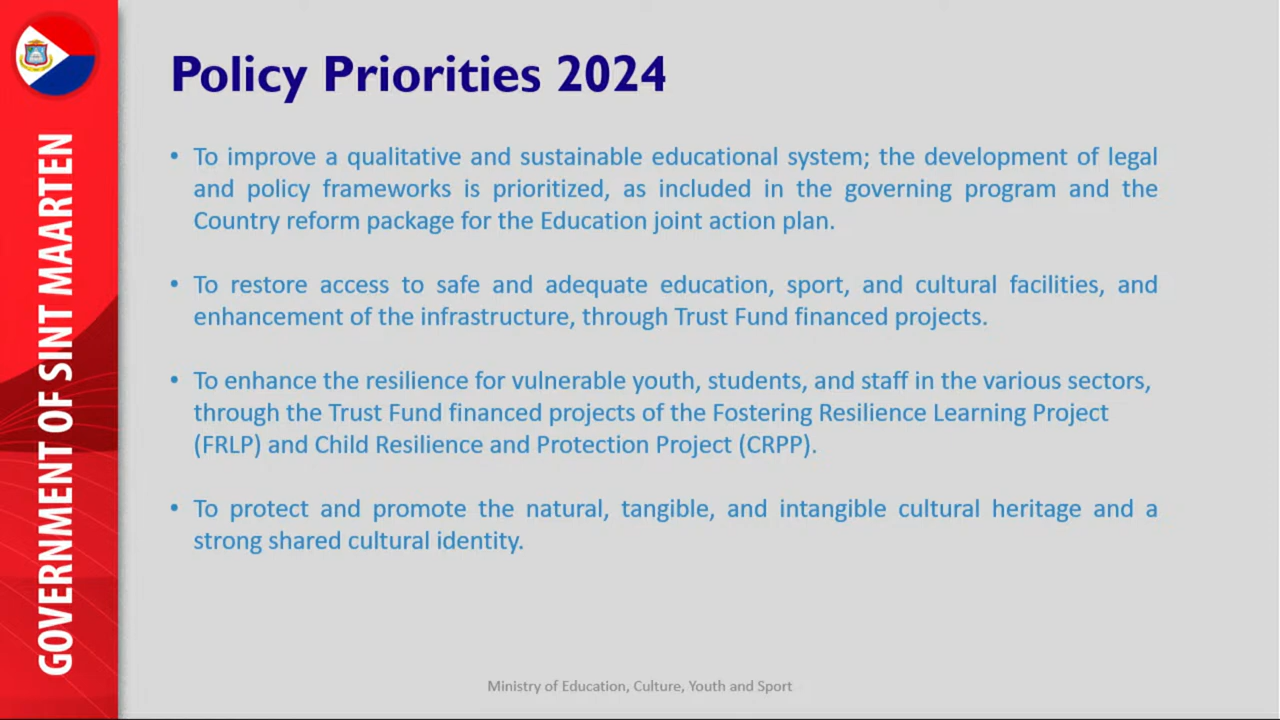 GOVERNMENT OF SINT MAARTEN
Policy Priorities 2024
• To improve a qualitative and sustainable educational system; the development of legal
and policy frameworks is prioritized, as included in the governing program and the
Country reform package for the Education joint action plan.
• To restore access to safe and adequate education, sport, and cultural facilities, and
enhancement of the infrastructure, through Trust Fund financed projects.
• To enhance the resilience for vulnerable youth, students, and staff in the various sectors,
through the Trust Fund financed projects of the Fostering Resilience Learning Project
(FRLP) and Child Resilience and Protection Project (CRPP).
• To protect and promote the natural, tangible, and intangible cultural heritage and a
strong shared cultural identity.
Ministry of Education, Culture, Youth and Sport